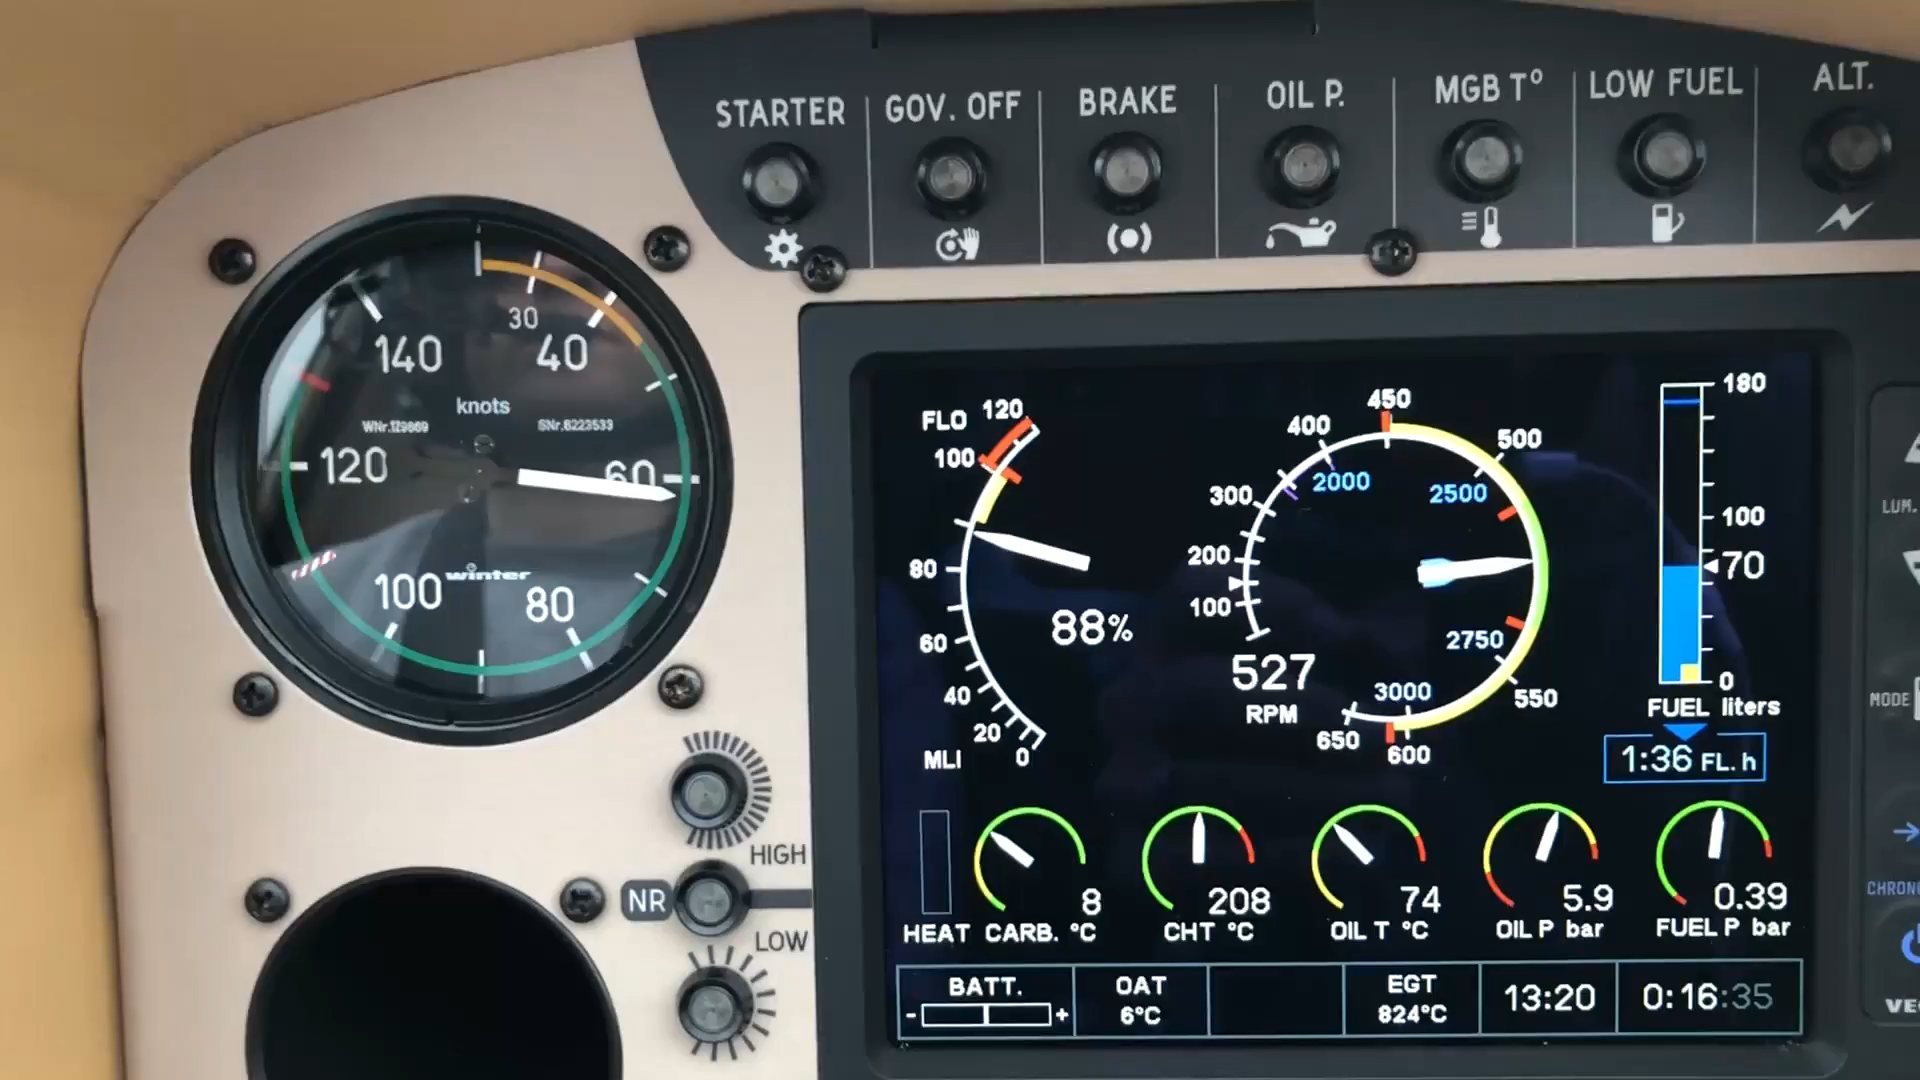 STARTER
GOV. OFF
BRAKE
OIL P.
MGB T°
LOW FUEL
ALT.
30
40
60
80
100
120
140
knots
SNr.6223533
winter
FLO
120
100
80
60
40
20
0
MLI
88%
450
400
500
300
200
100
2000
2500
2750
3000
550
600
650
527
RPM
180
100
70
0
FUEL liters
1:36 FL. h
LUM.
MODE
CHRONO
HIGH
NR
LOW
8
208
74
5.9
0.39
HEAT CARB. °C
CHT °C
OIL T °C
OIL P bar
FUEL P bar
BATT.
- +
OAT
6°C
EGT
824°C
13:20
0:16:35